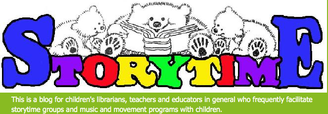 STORYTIME
This is a blog for children's librarians, teachers and educators in general who frequently facilitate
storytime groups and music and movement programs with children.